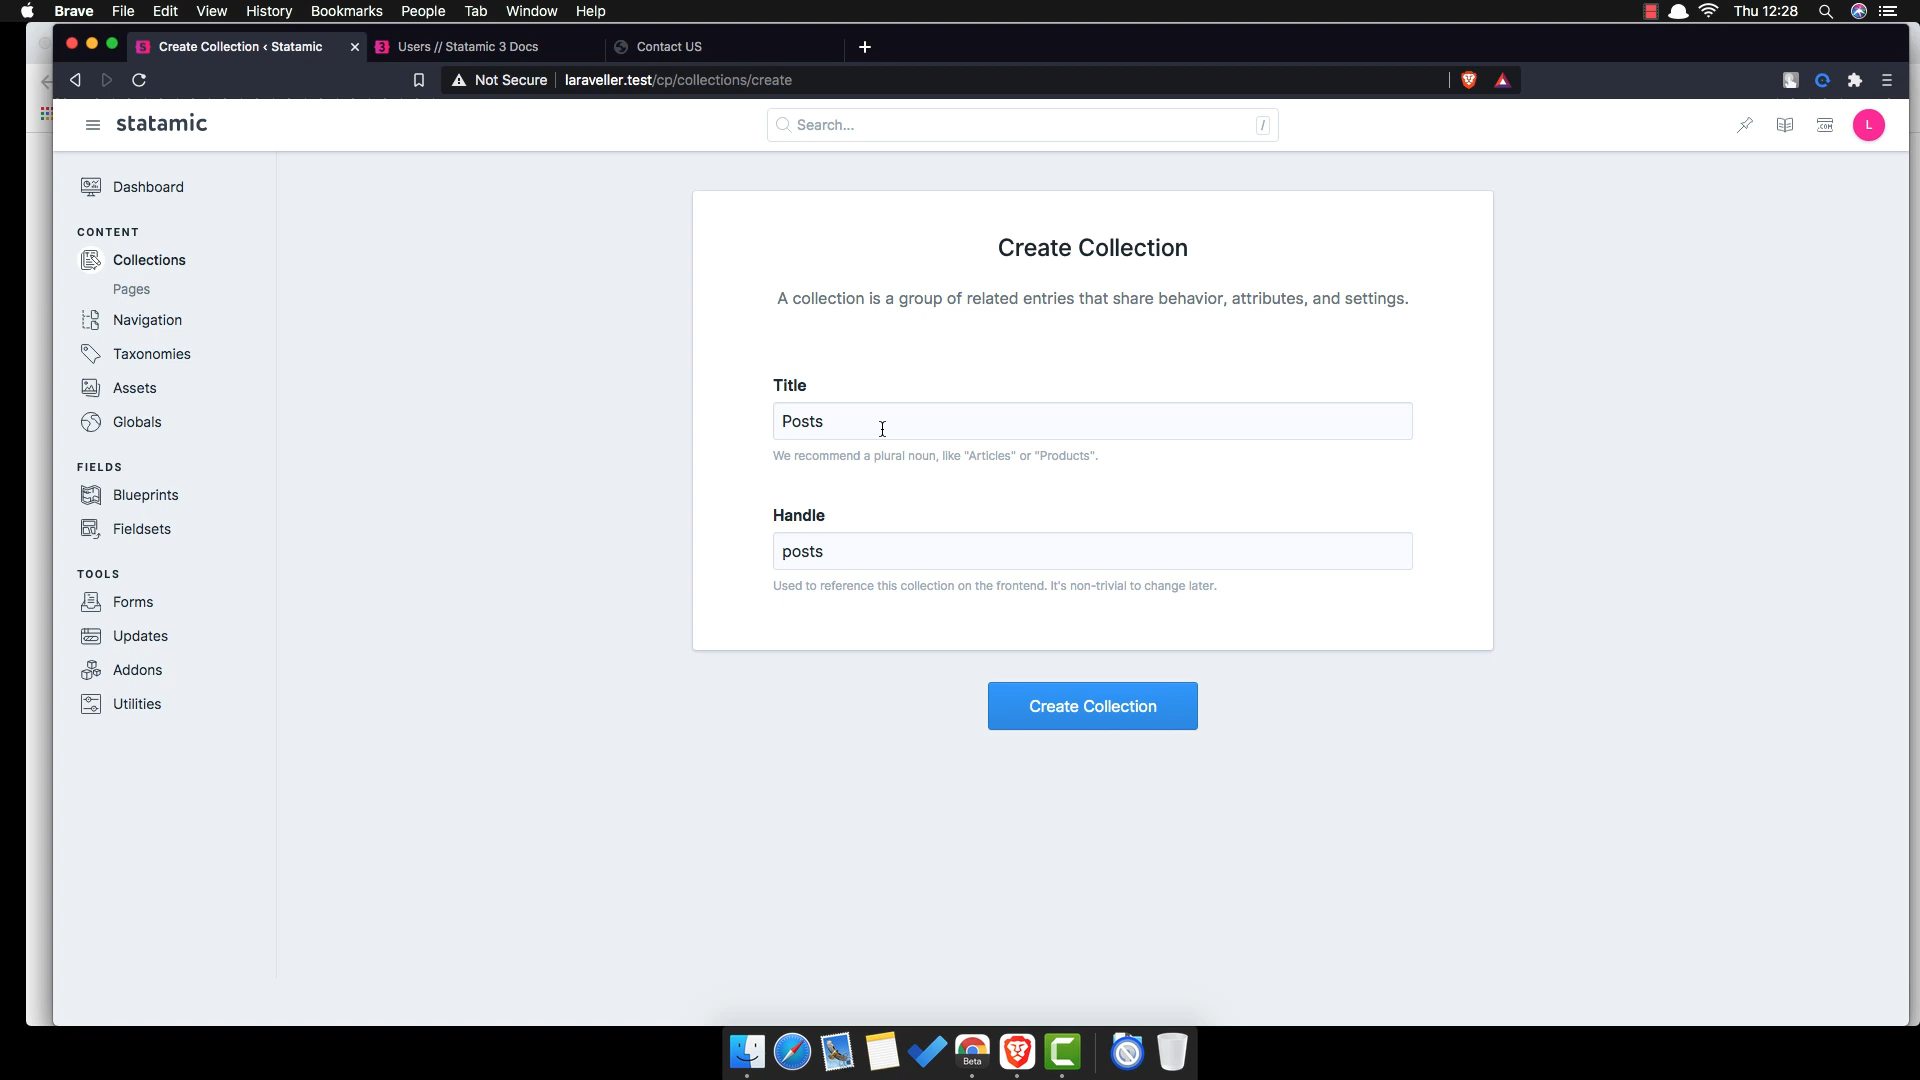 Brave File Edit View History Bookmarks People Tab Window Help
Thu 12:28
Create Collection ‹ Statamic
Users // Statamic 3 Docs
Contact US
Not Secure
laraveller.test/cp/collections/create
statamic
Search...
/
L
Dashboard
CONTENT
Collections
Pages
Navigation
Taxonomies
Assets
Globals
FIELDS
Blueprints
Fieldsets
TOOLS
Forms
Updates
Addons
Utilities
Create Collection
A collection is a group of related entries that share behavior, attributes, and settings.
Title
Posts
We recommend a plural noun, like "Articles" or "Products".
Handle
posts
Used to reference this collection on the frontend. It's non-trivial to change later.
Create Collection
Beta